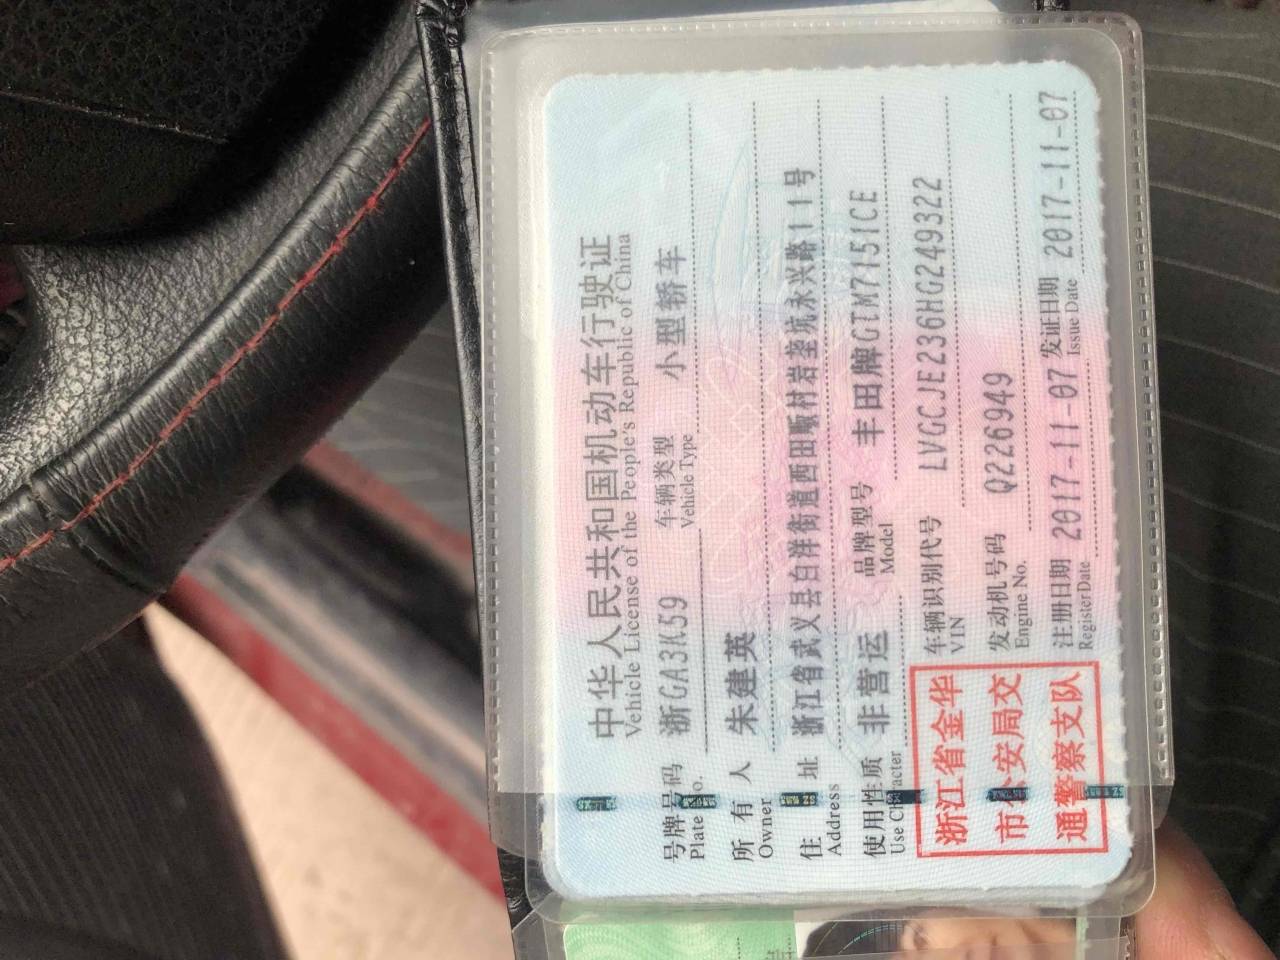 中华人民共和国机动车行驶证
Vehicle License of the People's Republic of China
号牌号码 浙GA3K59 车辆类型 小型轿车
Plate No. Vehicle Type
所有人 朱建英
Owner
住址 浙江省武义县白洋街道西田畈村岩垄坑永兴路11号
Address
使用性质 非营运 品牌型号 丰田牌GTM7151CE
Use Character Model
浙江省金华
市公安局交
通警察支队
车辆识别代号 LVGCJE236HG249322
VIN
发动机号码 Q226949
Engine No.
注册日期 2017-11-07 发证日期 2017-11-07
Register Date Issue Date